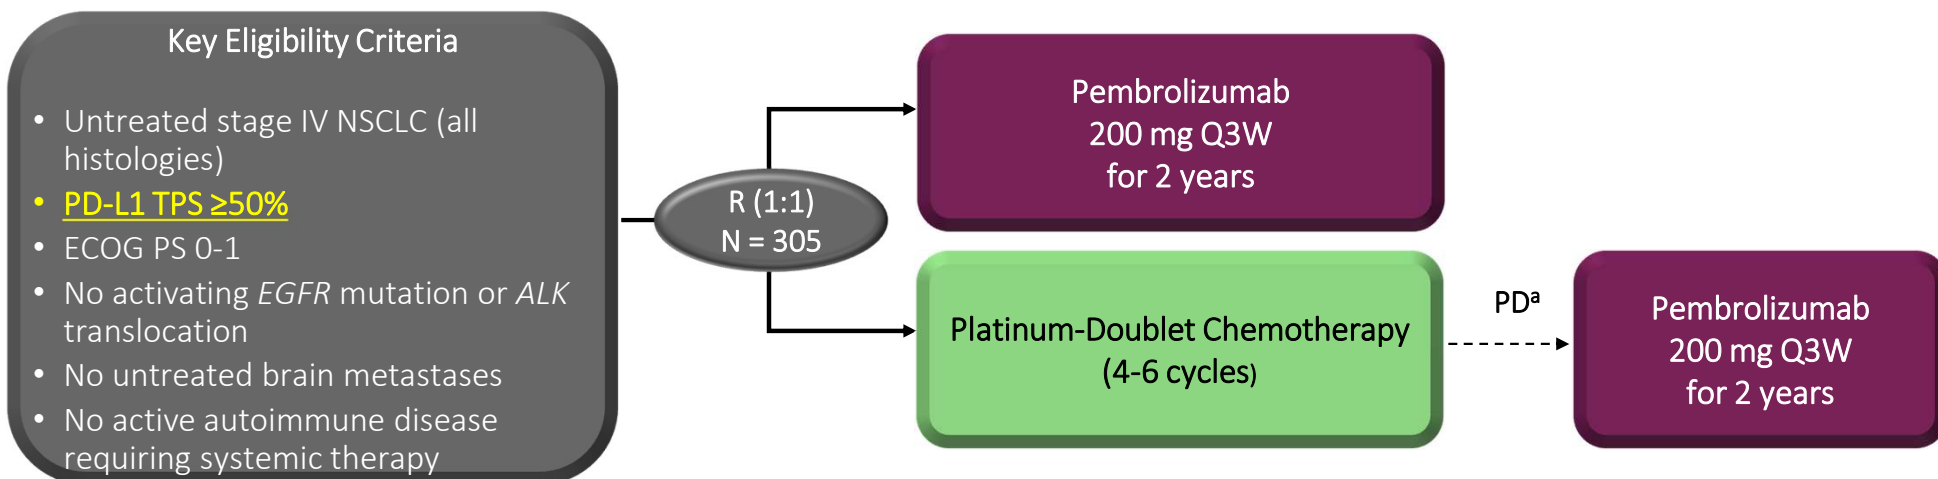 Key Eligibility Criteria
• Untreated stage IV NSCLC (all
histologies)
• PD-L1 TPS ≥50%
• ECOG PS 0-1
• No activating EGFR mutation or ALK
translocation
• No untreated brain metastases
• No active autoimmune disease
requiring systemic therapy
R (1:1)
N = 305
Pembrolizumab
200 mg Q3W
for 2 years
Platinum-Doublet Chemotherapy
(4-6 cycles)
PDᵃ
Pembrolizumab
200 mg Q3W
for 2 years